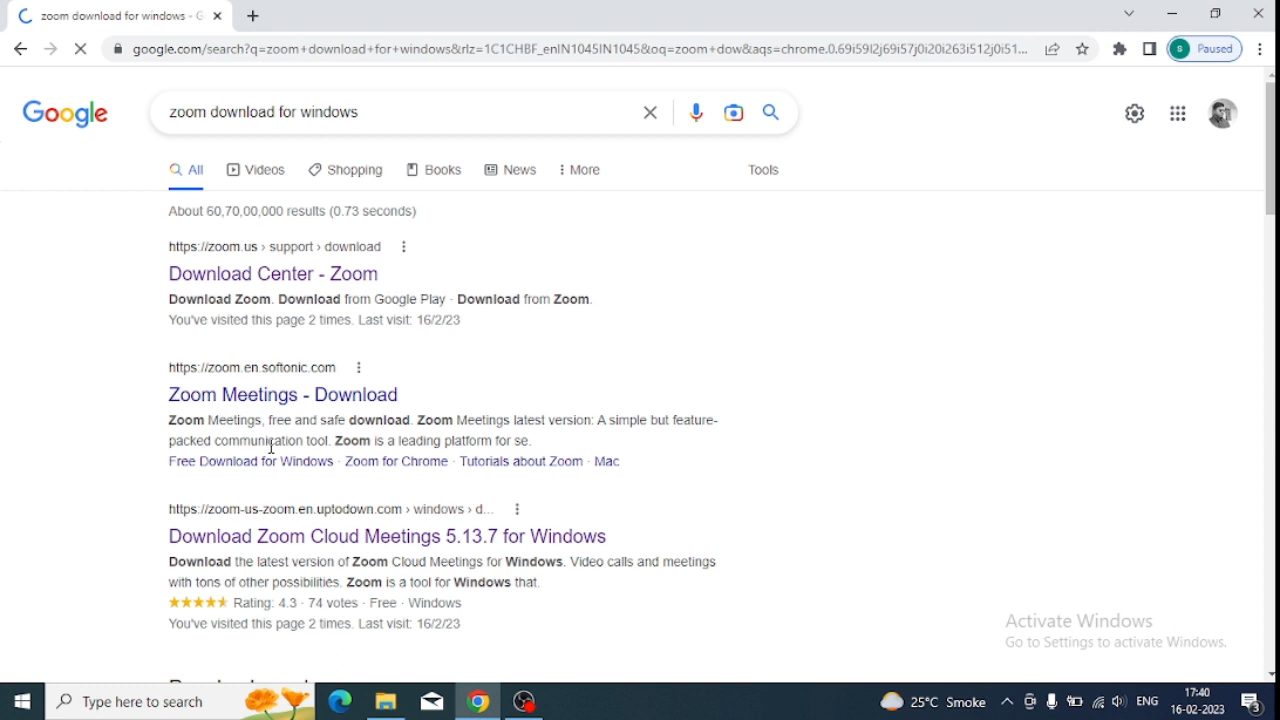 zoom download for windows - G
google.com/search?q=zoom+download+for+windows&rlz=1C1CHBF_enIN1045IN1045&oq=zoom+dow&aqs=chrome.0.69i59l2j69i57j0i20i263i512j0i51...
S Paused
Google
zoom download for windows
All Videos Shopping Books News More Tools
About 60,70,00,000 results (0.73 seconds)
https://zoom.us › support › download
Download Center - Zoom
Download Zoom. Download from Google Play · Download from Zoom.
You've visited this page 2 times. Last visit: 16/2/23
https://zoom.en.softonic.com
Zoom Meetings - Download
Zoom Meetings, free and safe download. Zoom Meetings latest version: A simple but feature-
packed communication tool. Zoom is a leading platform for se.
Free Download for Windows · Zoom for Chrome · Tutorials about Zoom · Mac
https://zoom-us-zoom.en.uptodown.com › windows › d...
Download Zoom Cloud Meetings 5.13.7 for Windows
Download the latest version of Zoom Cloud Meetings for Windows. Video calls and meetings
with tons of other possibilities. Zoom is a tool for Windows that.
Rating: 4.3 · 74 votes · Free · Windows
You've visited this page 2 times. Last visit: 16/2/23
Activate Windows
Go to Settings to activate Windows.
Type here to search
25°C Smoke
ENG
17:40
16-02-2023
3